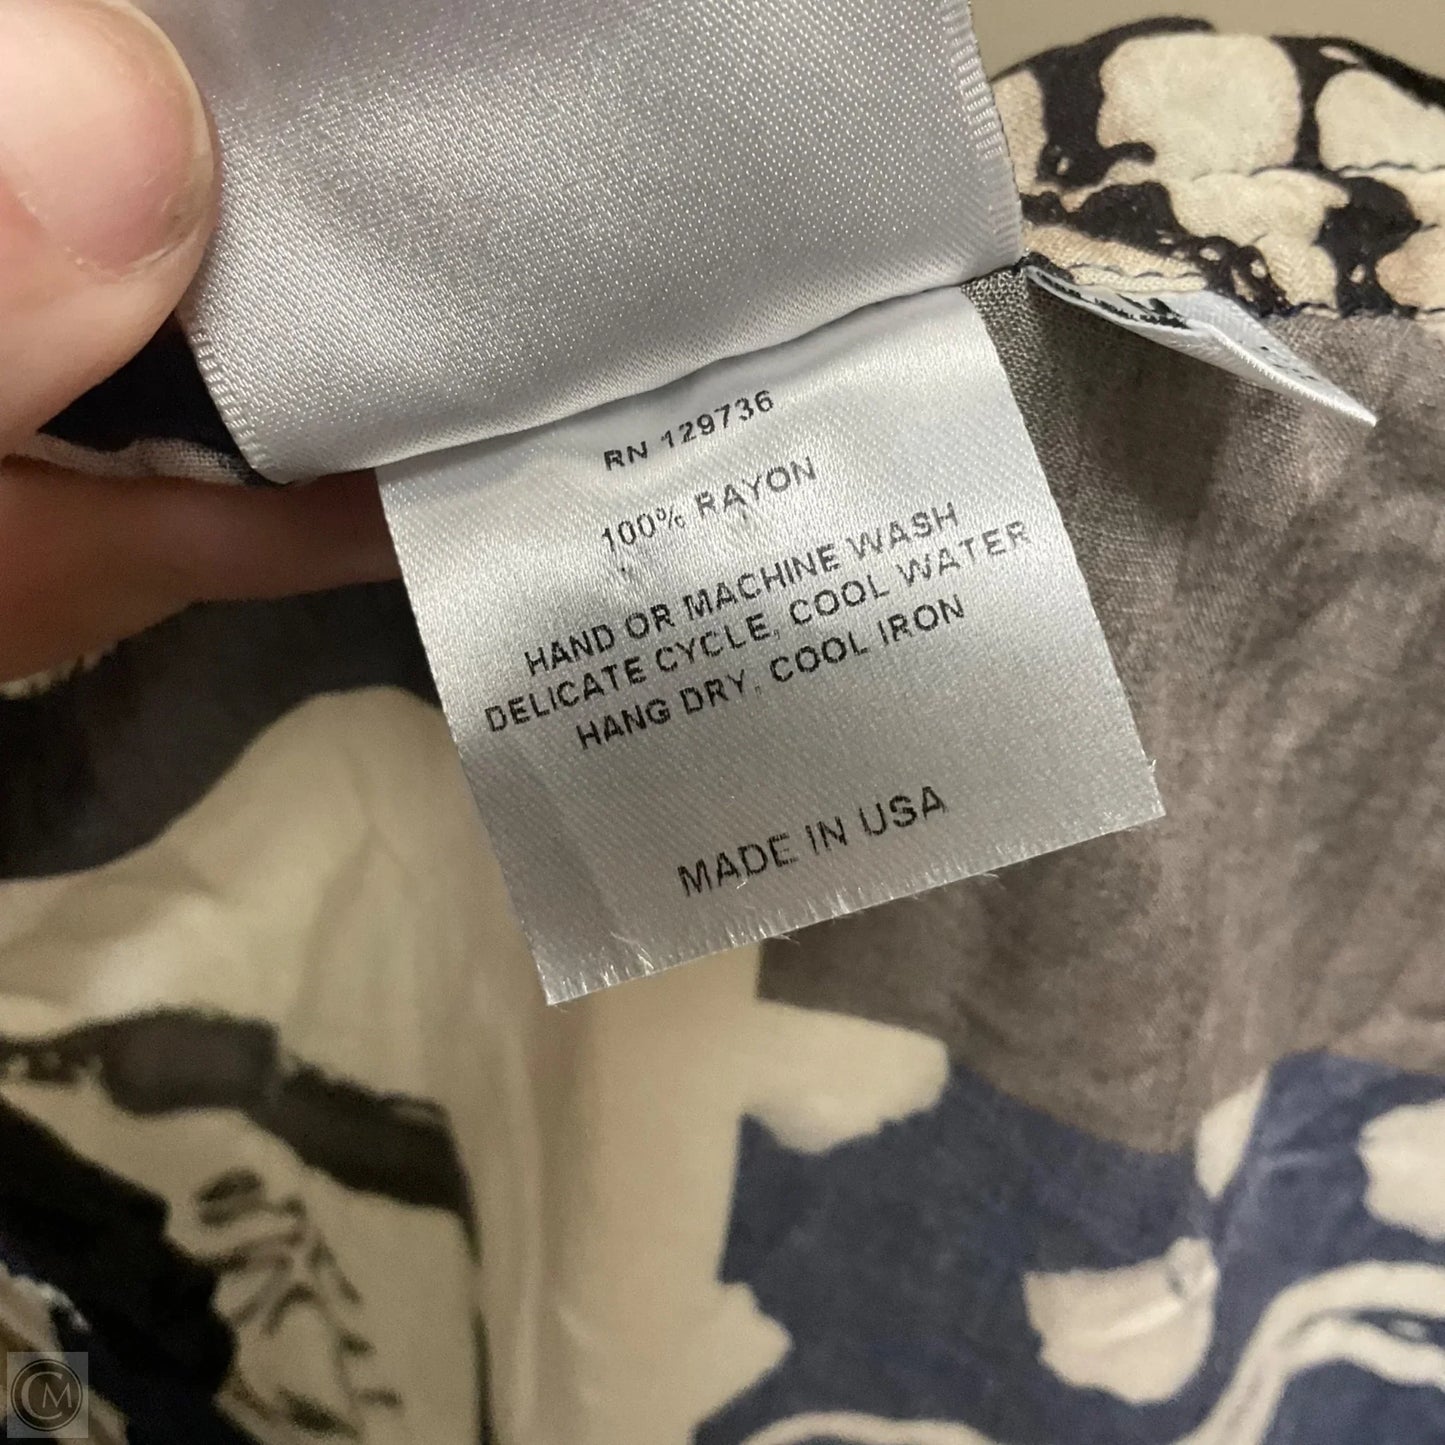 RN 129736
100% RAYON
HAND OR MACHINE WASH
DELICATE CYCLE, COOL WATER
HANG DRY, COOL IRON
MADE IN USA
CM